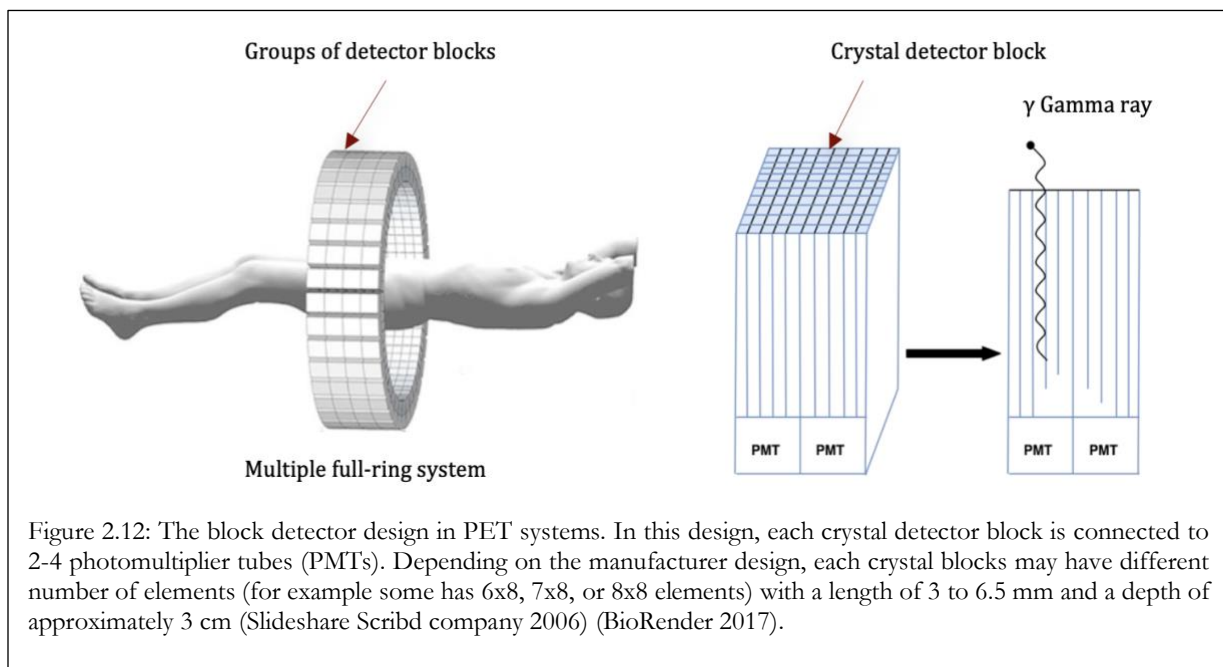 Groups of detector blocks
Crystal detector block
γ Gamma ray
PMT
PMT
PMT
PMT
Multiple full-ring system
Figure 2.12: The block detector design in PET systems. In this design, each crystal detector block is connected to
2-4 photomultiplier tubes (PMTs). Depending on the manufacturer design, each crystal blocks may have different
number of elements (for example some has 6x8, 7x8, or 8x8 elements) with a length of 3 to 6.5 mm and a depth of
approximately 3 cm (Slideshare Scribd company 2006) (BioRender 2017).